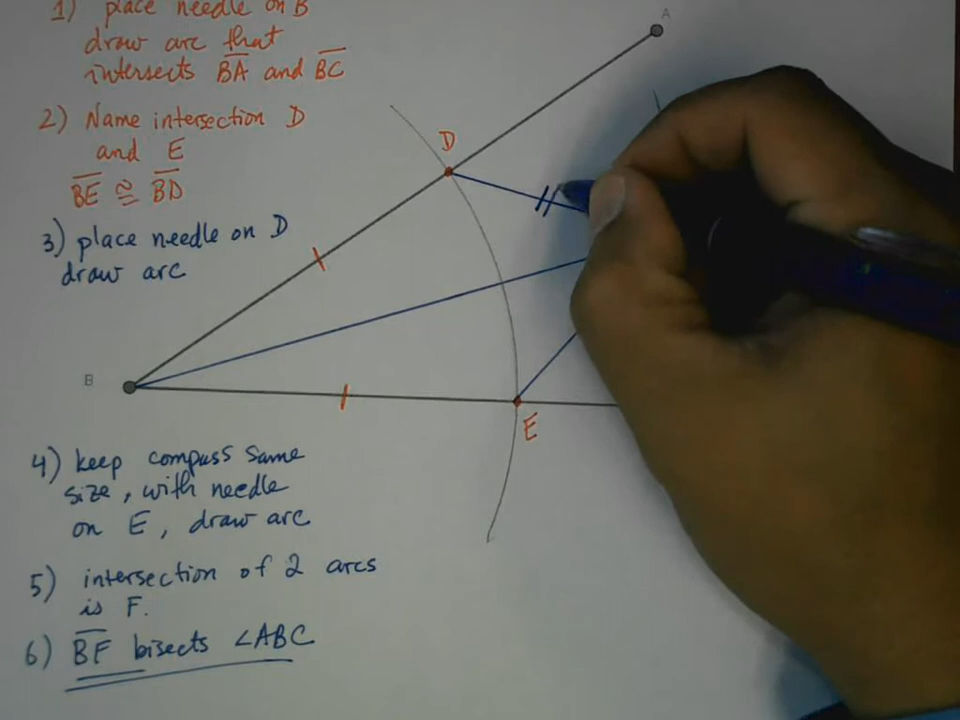 1) place needle on B
draw arc that
intersects BA and BC
2) Name intersection D
and E
BE ≅ BD
3) place needle on D
draw arc
4) keep compass same
size, with needle
on E, draw arc
5) intersection of 2 arcs
is F.
6) BF bisects ∠ABC
A
D
B
E